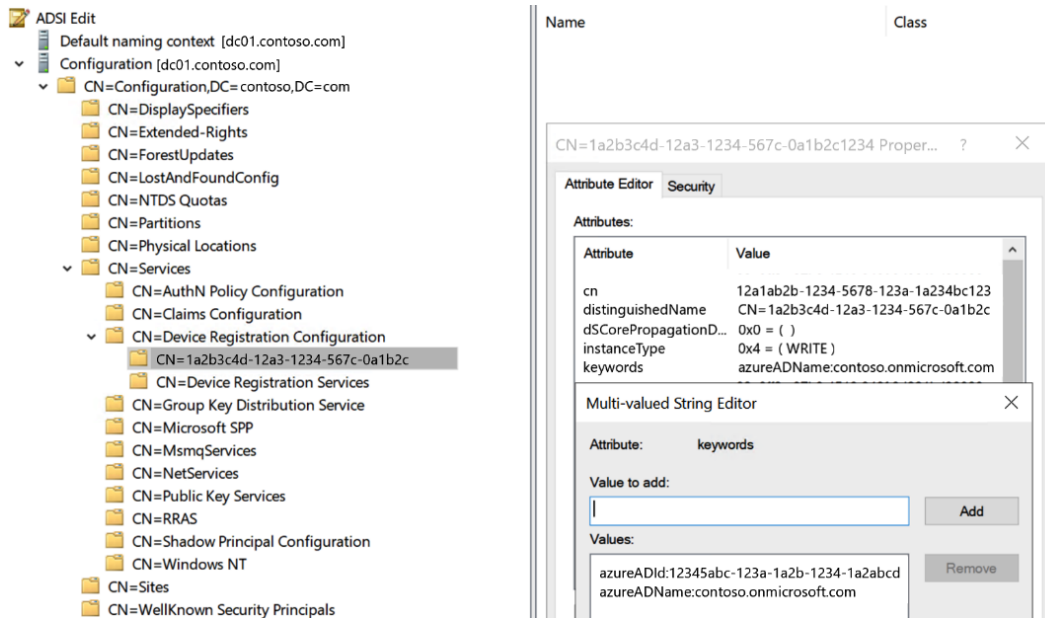 ADSI Edit
Default naming context [dc01.contoso.com]
Configuration [dc01.contoso.com]
CN=Configuration,DC=contoso,DC=com
CN=DisplaySpecifiers
CN=Extended-Rights
CN=ForestUpdates
CN=LostAndFoundConfig
CN=NTDS Quotas
CN=Partitions
CN=Physical Locations
CN=Services
CN=AuthN Policy Configuration
CN=Claims Configuration
CN=Device Registration Configuration
CN=1a2b3c4d-12a3-1234-567c-0a1b2c
CN=Device Registration Services
CN=Group Key Distribution Service
CN=Microsoft SPP
CN=MsmqServices
CN=NetServices
CN=Public Key Services
CN=RRAS
CN=Shadow Principal Configuration
CN=Windows NT
CN=Sites
CN=WellKnown Security Principals
Name Class
CN=1a2b3c4d-12a3-1234-567c-0a1b2c1234 Proper... ?
Attribute Editor Security
Attributes:
Attribute Value
cn 12a1ab2b-1234-5678-123a-1a234bc123
distinguishedName CN=1a2b3c4d-12a3-1234-567c-0a1b2c
dSCorePropagationD... 0x0 = ( )
instanceType 0x4 = ( WRITE )
keywords azureADName:contoso.onmicrosoft.com
Multi-valued String Editor
Attribute: keywords
Value to add:
Add
Values:
azureADId:12345abc-123a-1a2b-1234-1a2abcd
azureADName:contoso.onmicrosoft.com
Remove